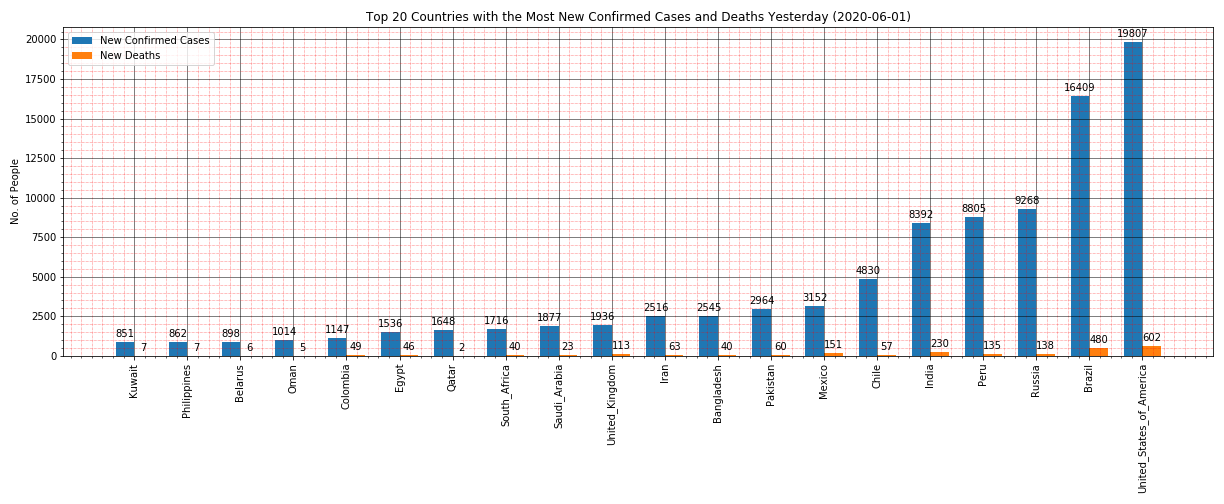 Top 20 Countries with the Most New Confirmed Cases and Deaths Yesterday (2020-06-01)
New Confirmed Cases
New Deaths
No. of People
20000
17500
15000
12500
10000
7500
5000
2500
0
851
7
862
7
898
6
1014
5
1147
49
1536
46
1648
2
1716
40
1877
23
1936
113
2516
63
2545
40
2964
60
3152
151
4830
57
8392
230
8805
135
9268
138
16409
480
19807
602
Kuwait
Philippines
Belarus
Oman
Colombia
Egypt
Qatar
South_Africa
Saudi_Arabia
United_Kingdom
Iran
Bangladesh
Pakistan
Mexico
Chile
India
Peru
Russia
Brazil
United_States_of_America